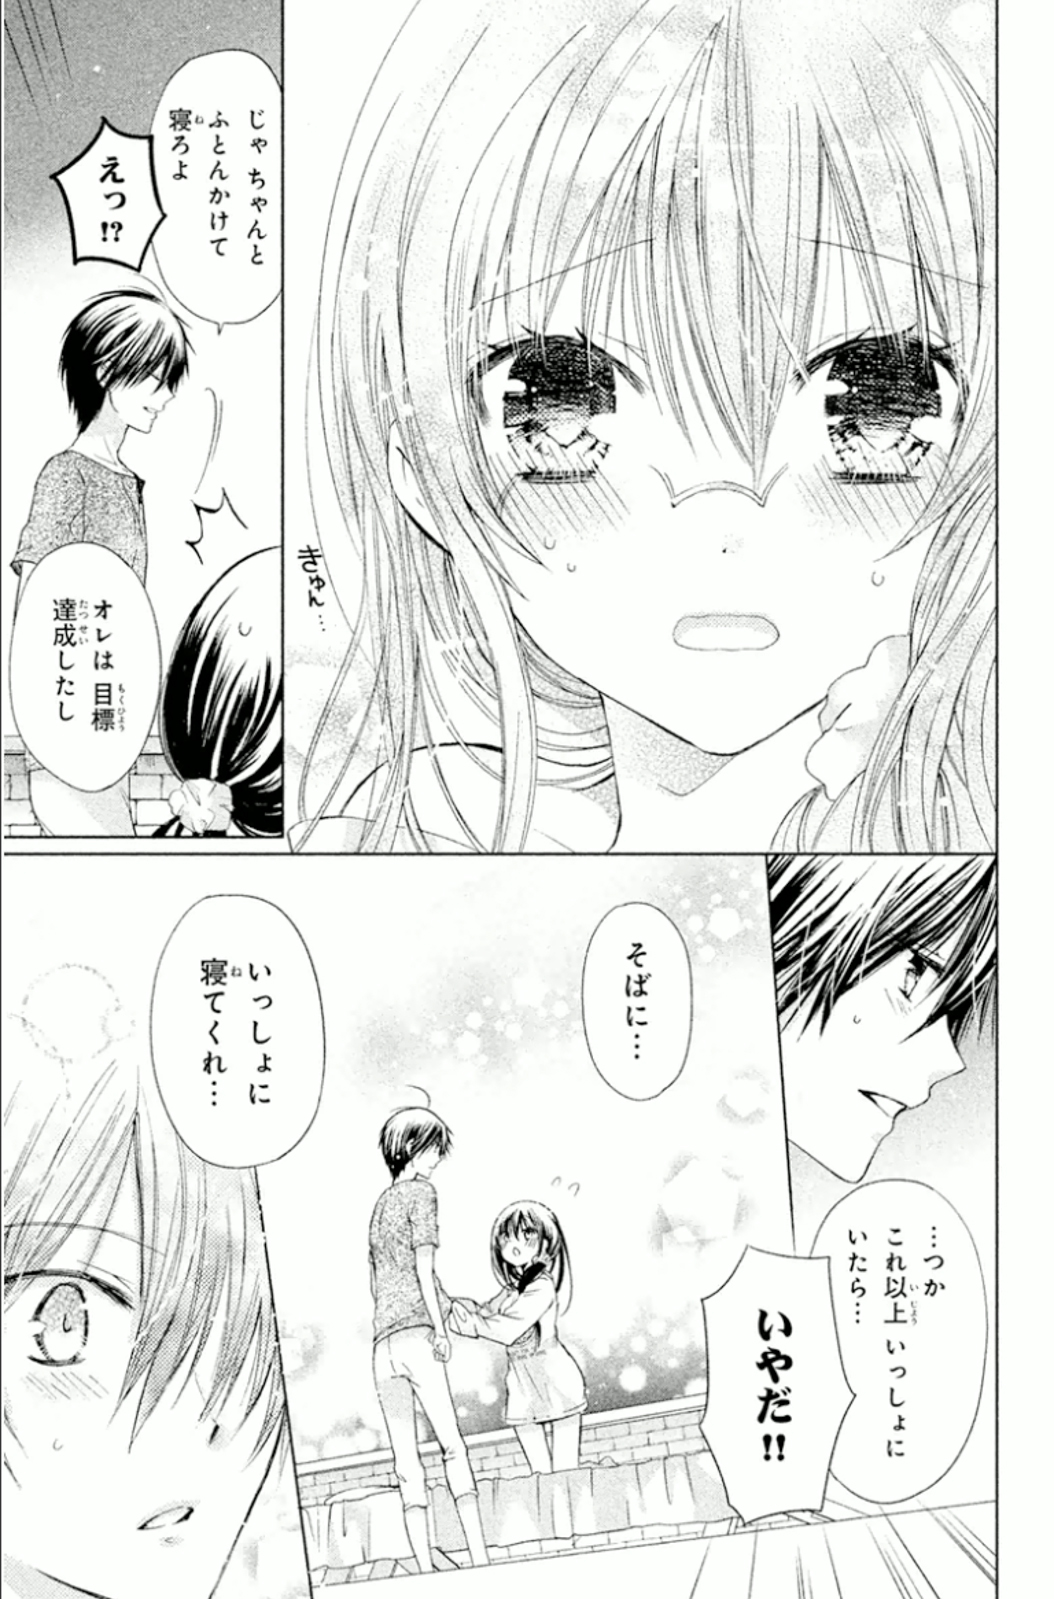 きゅん…
じゃ ちゃんと
ふとんかけて
寝ろよ
えっ!?
オレは 目標
達成したし
…つか
これ以上 いっしょに
いたら…
いやだ!!
そばに…
いっしょに
寝てくれ…